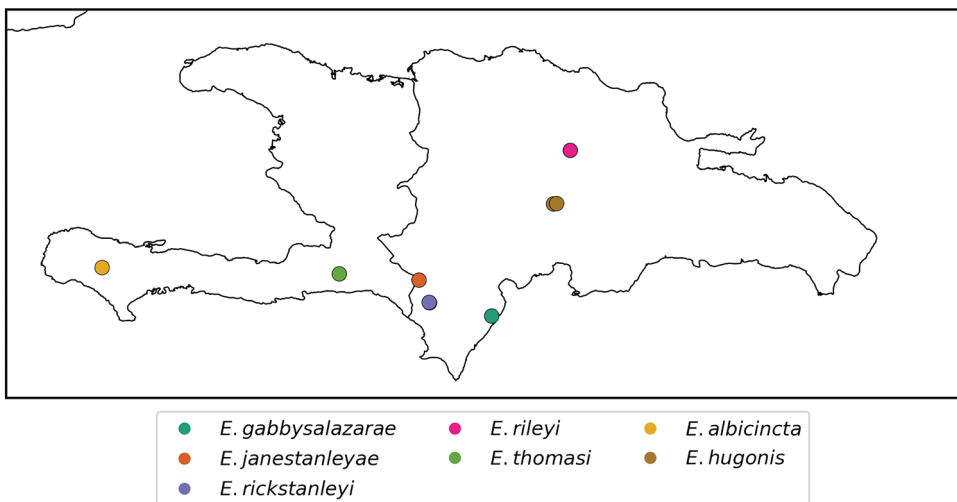 E. gabbysalazarae
E. janestanleyae
E. rickstanleyi
E. rileyi
E. thomasi
E. albicincta
E. hugonis